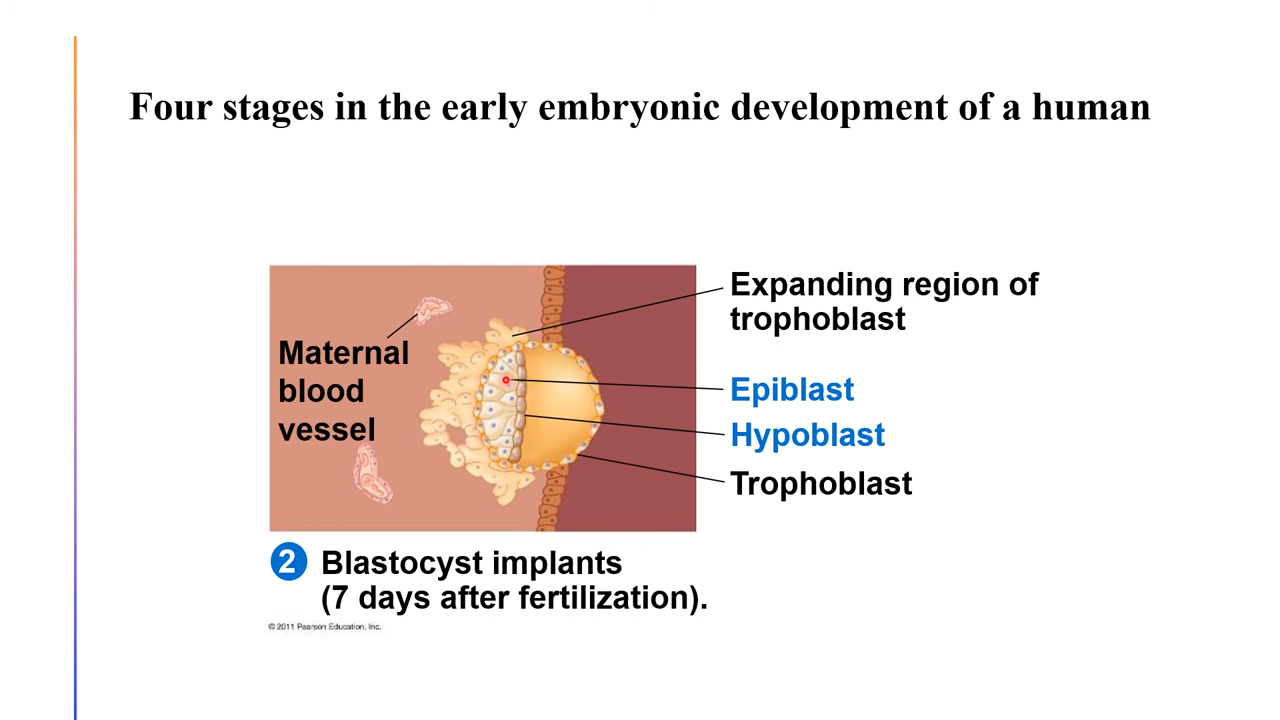 Four stages in the early embryonic development of a human
Expanding region of
trophoblast
Maternal
blood
vessel
Epiblast
Hypoblast
Trophoblast
2 Blastocyst implants
(7 days after fertilization).
© 2011 Pearson Education, Inc.